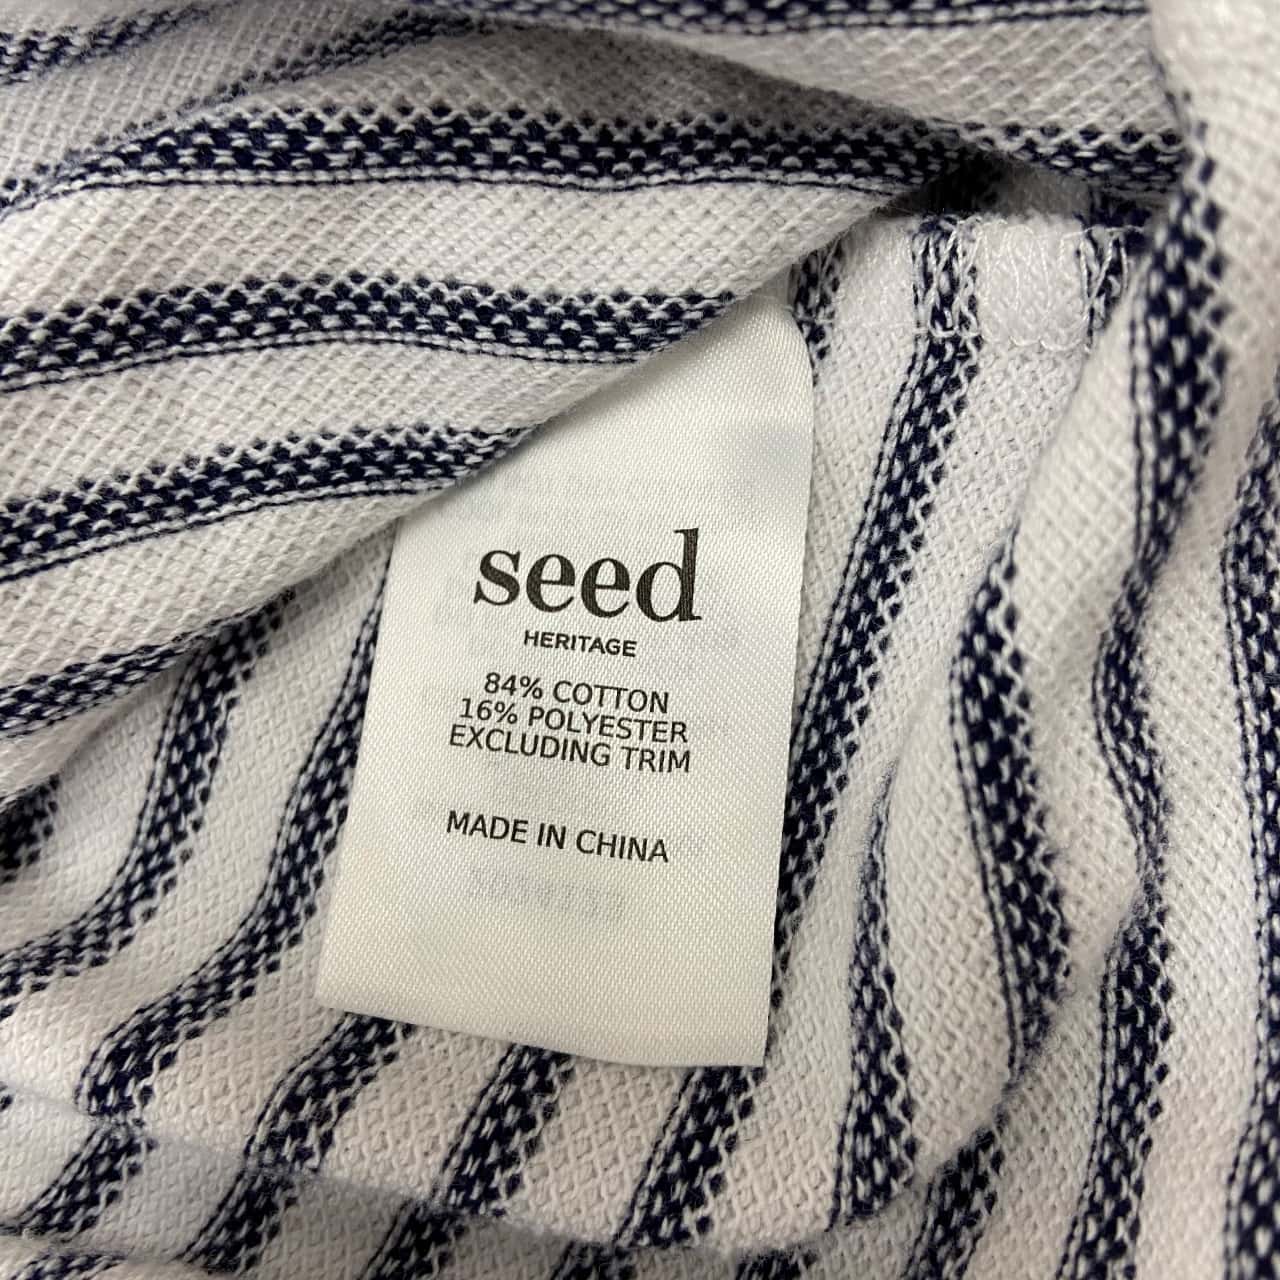 seed
HERITAGE
84% COTTON
16% POLYESTER
EXCLUDING TRIM
MADE IN CHINA